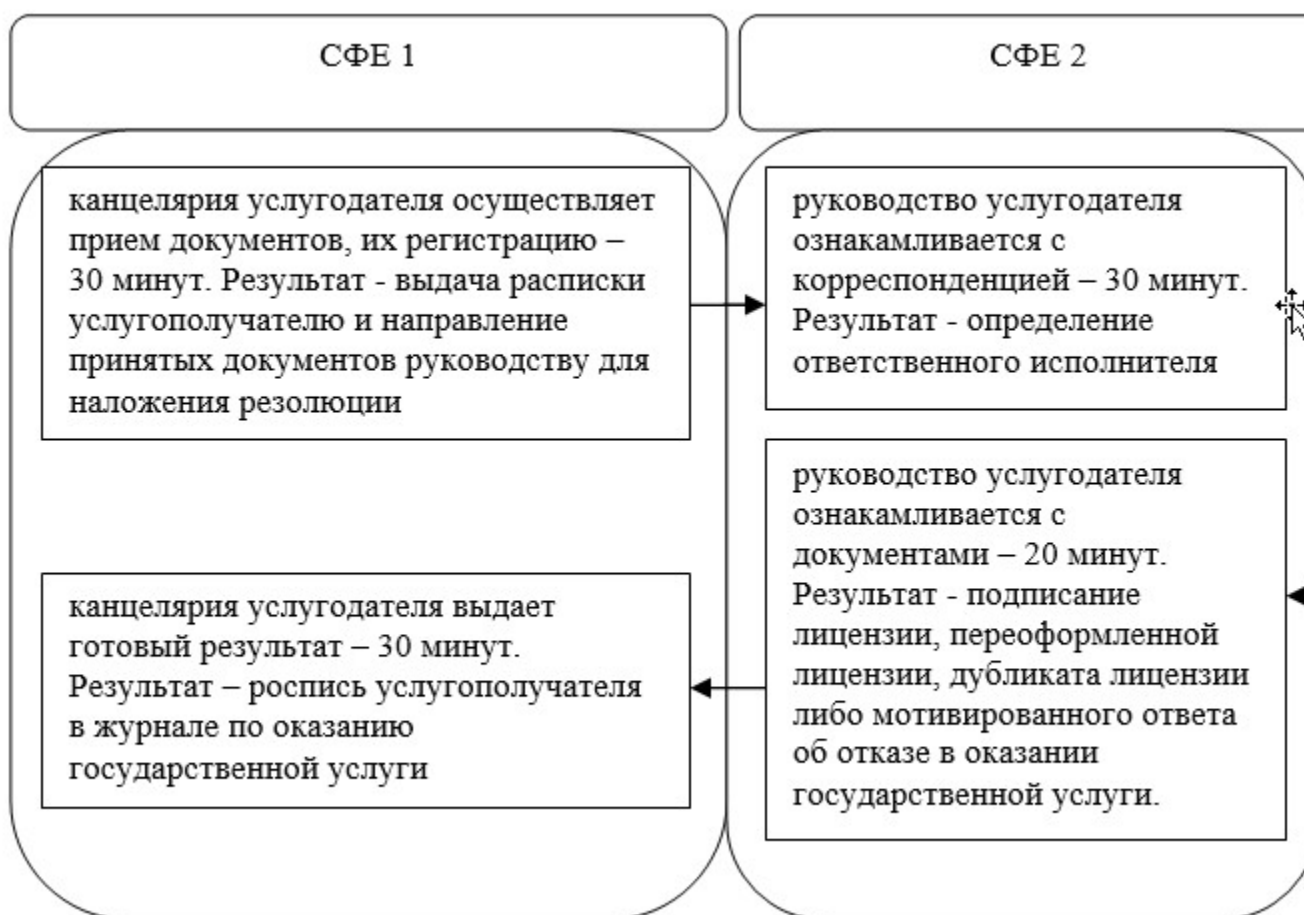 СФЕ 1
канцелярия услугодателя осуществляет
прием документов, их регистрацию –
30 минут. Результат - выдача расписки
услугополучателю и направление
принятых документов руководству для
наложения резолюции
канцелярия услугодателя выдает
готовый результат – 30 минут.
Результат – роспись услугополучателя
в журнале по оказанию
государственной услуги
СФЕ 2
руководство услугодателя
ознакамливается с
корреспонденцией – 30 минут.
Результат - определение
ответственного исполнителя
руководство услугодателя
ознакамливается с
документами – 20 минут.
Результат - подписание
лицензии, переоформленной
лицензии, дубликата лицензии
либо мотивированного ответа
об отказе в оказании
государственной услуги.